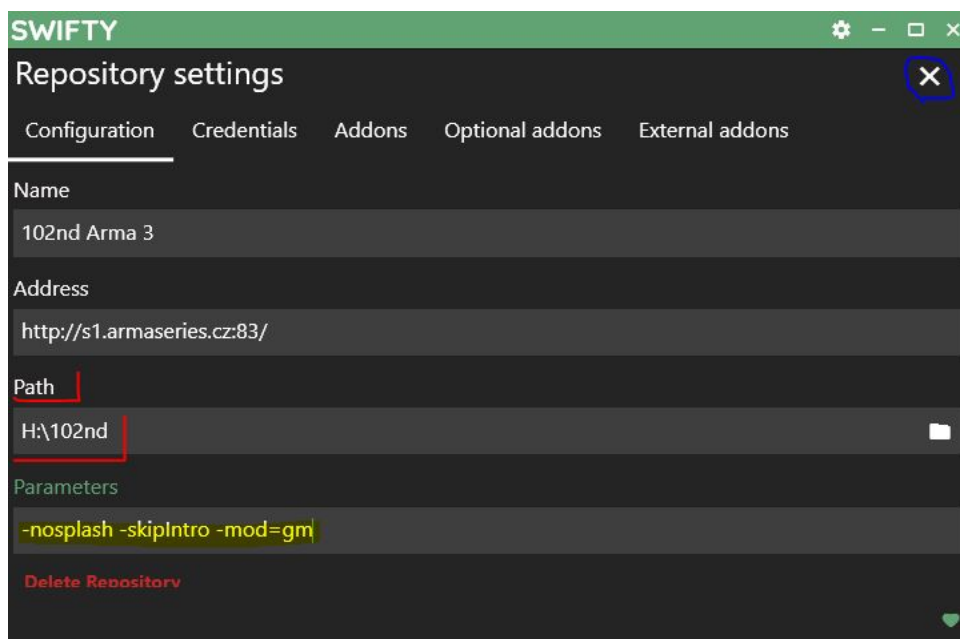 SWIFTY
Repository settings
Configuration Credentials Addons Optional addons External addons
Name
102nd Arma 3
Address
http://s1.armaseries.cz:83/
Path
H:\102nd
Parameters
-nosplash -skipIntro -mod=gm
Delete Repository